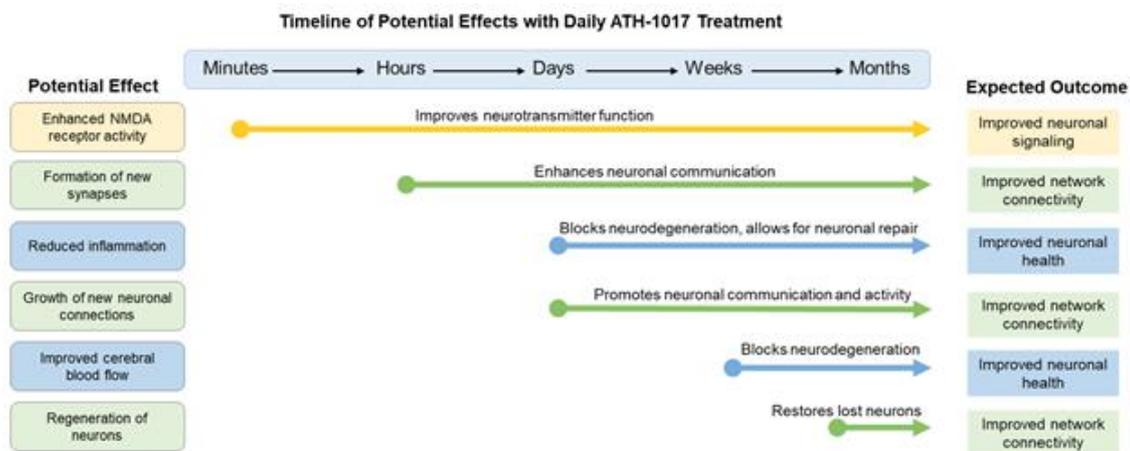 Timeline of Potential Effects with Daily ATH-1017 Treatment
Minutes Hours Days Weeks Months
Potential Effect
Expected Outcome
Enhanced NMDA
receptor activity
Improves neurotransmitter function
Improved neuronal
signaling
Formation of new
synapses
Enhances neuronal communication
Improved network
connectivity
Reduced inflammation
Blocks neurodegeneration, allows for neuronal repair
Improved neuronal
health
Growth of new neuronal
connections
Promotes neuronal communication and activity
Improved network
connectivity
Improved cerebral
blood flow
Blocks neurodegeneration
Improved neuronal
health
Regeneration of
neurons
Restores lost neurons
Improved network
connectivity